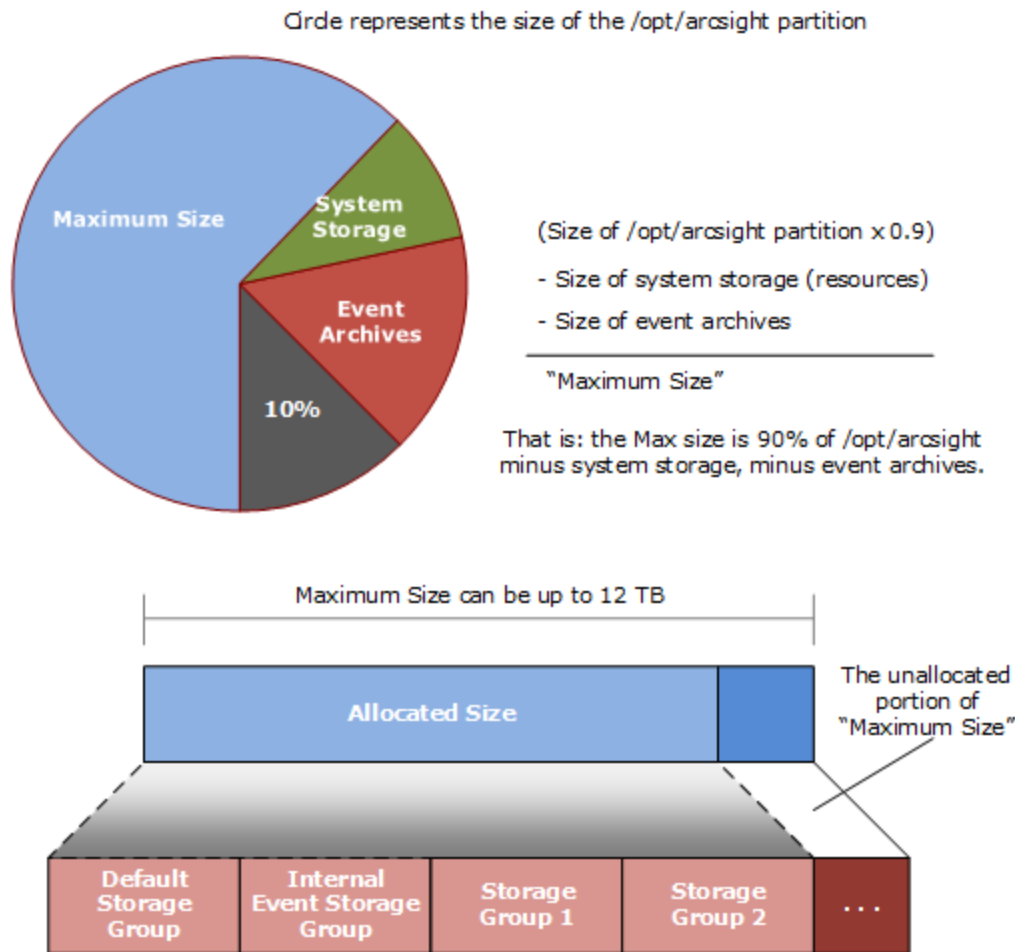 Circle represents the size of the /opt/arcsight partition
Maximum Size
System
Storage
Event
Archives
10%
(Size of /opt/arcsight partition x 0.9)
- Size of system storage (resources)
- Size of event archives
“Maximum Size”
That is: the Max size is 90% of /opt/arcsight
minus system storage, minus event archives.
Maximum Size can be up to 12 TB
Allocated Size
The unallocated
portion of
“Maximum Size”
Default
Storage
Group
Internal
Event Storage
Group
Storage
Group 1
Storage
Group 2
...